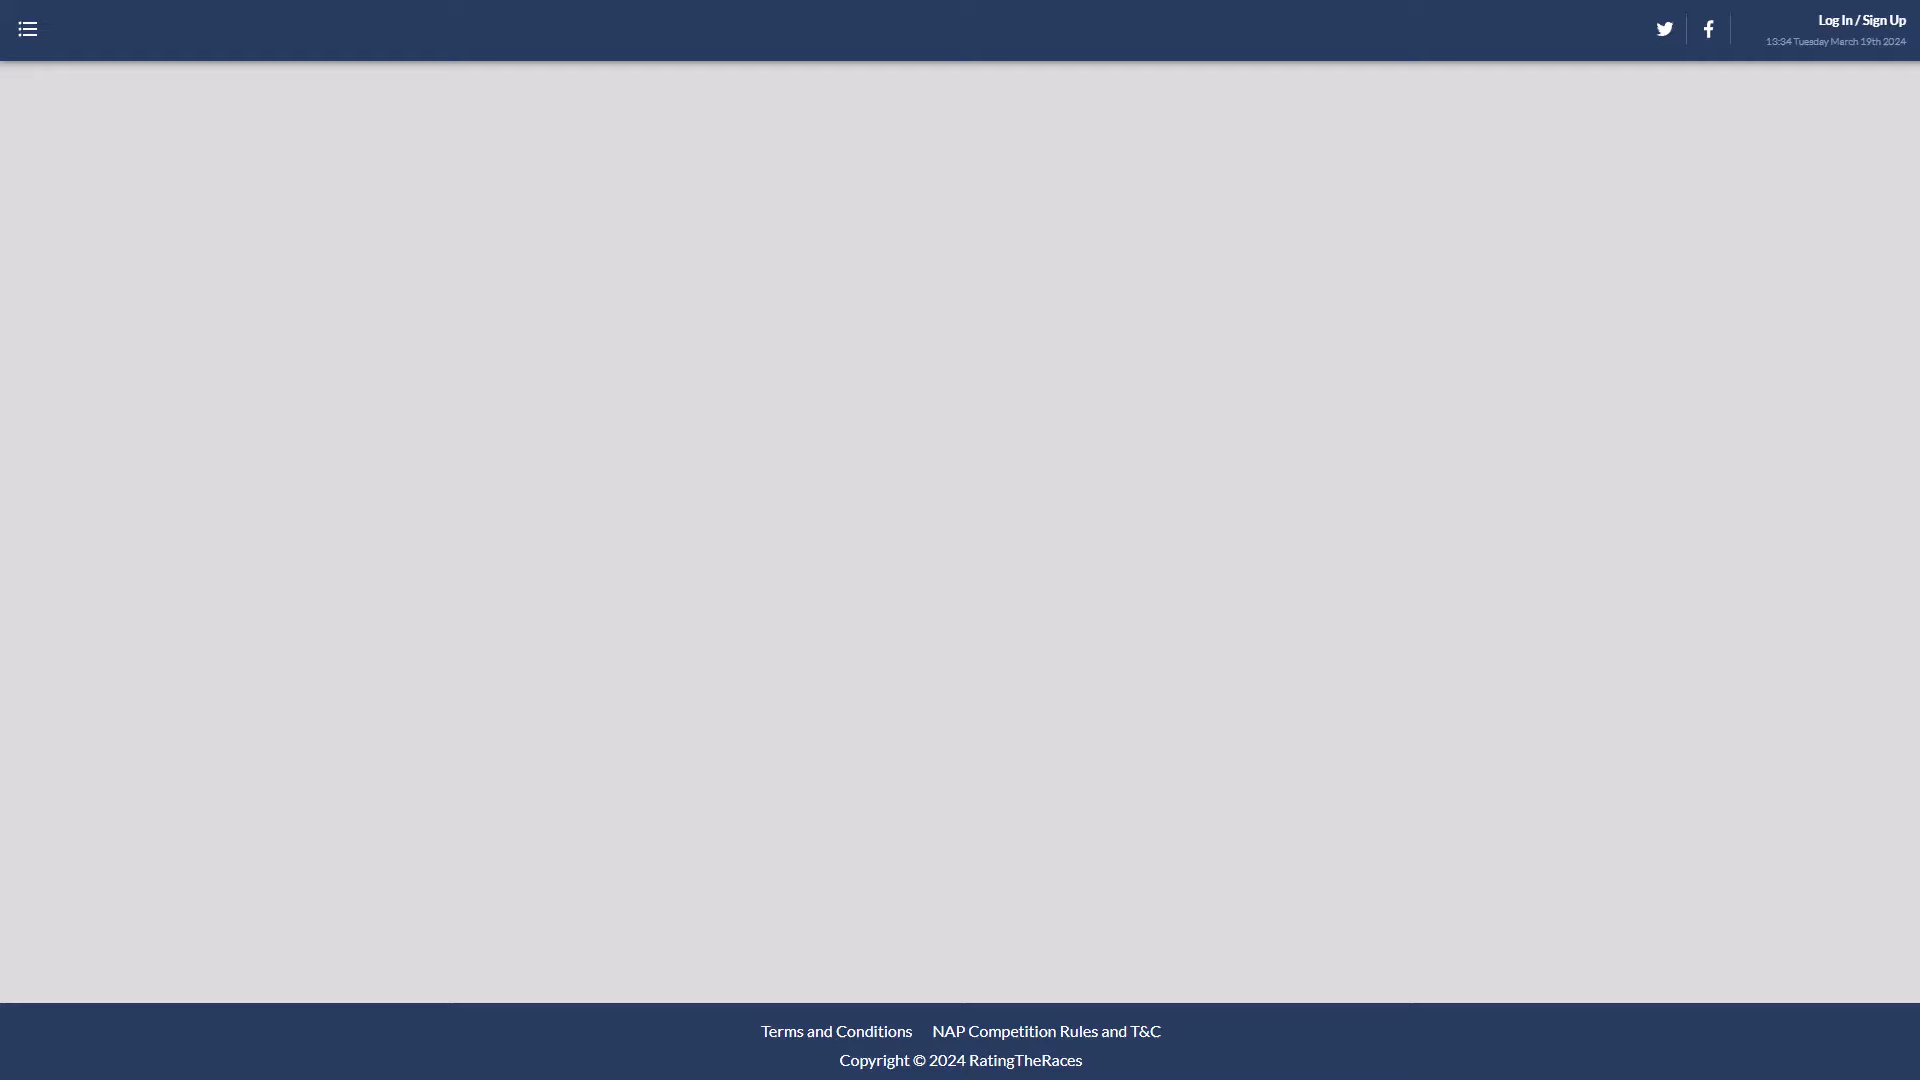 Log In / Sign Up
13:34 Tuesday March 19th 2024
Terms and Conditions NAP Competition Rules and T&C
Copyright © 2024 RatingTheRaces